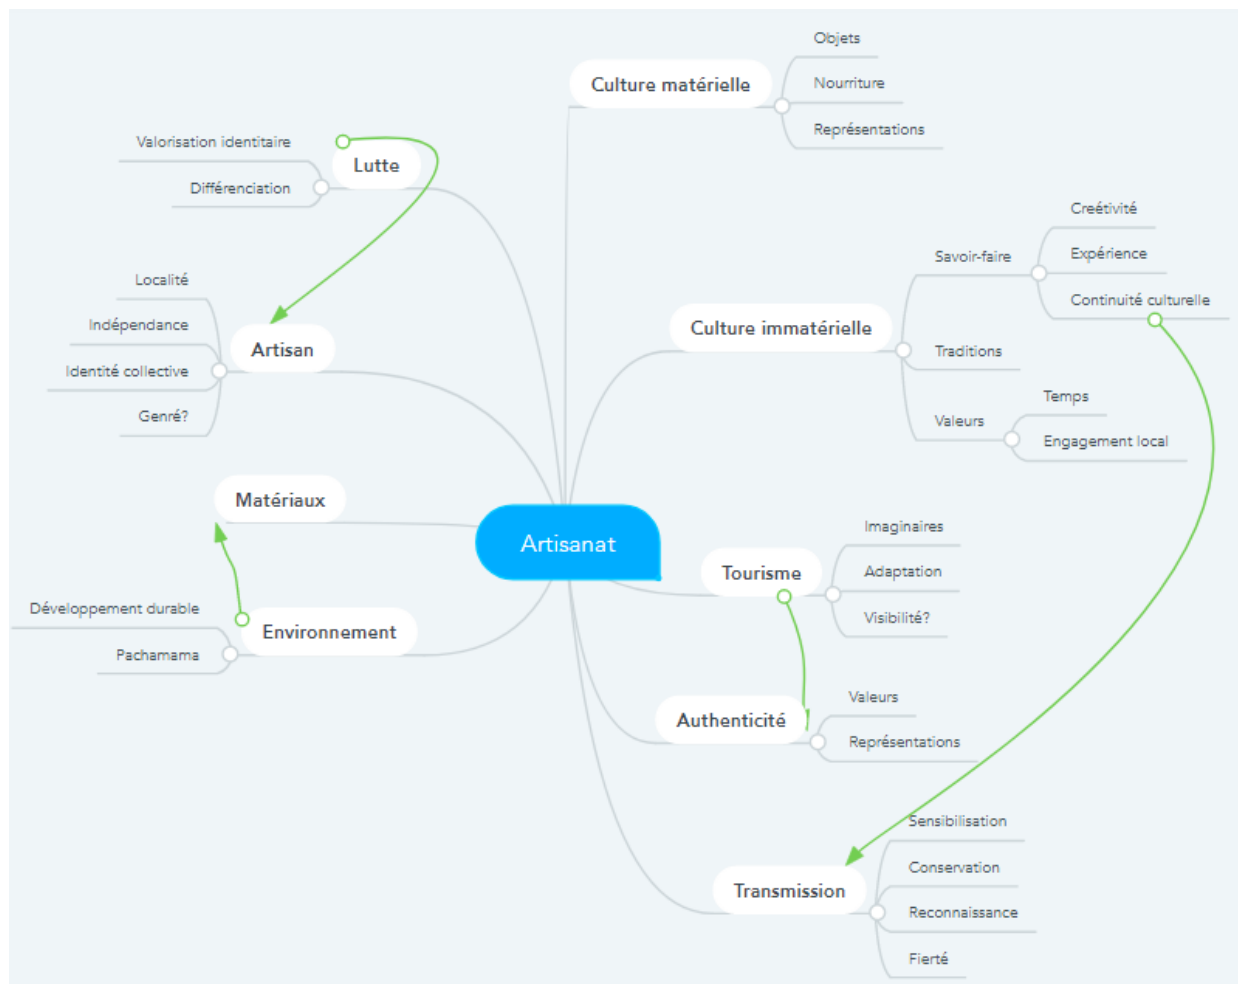 Objets
Culture matérielle
Nourriture
Représentations
Valorisation identitaire
Lutte
Différenciation
Creétivité
Savoir-faire
Expérience
Continuité culturelle
Culture immatérielle
Traditions
Temps
Valeurs
Engagement local
Localité
Indépendance
Artisan
Identité collective
Genré?
Matériaux
Artisanat
Imaginaires
Tourisme
Adaptation
Visibilité?
Développement durable
Environnement
Pachamama
Valeurs
Authenticité
Représentations
Sensibilisation
Conservation
Transmission
Reconnaissance
Fierté